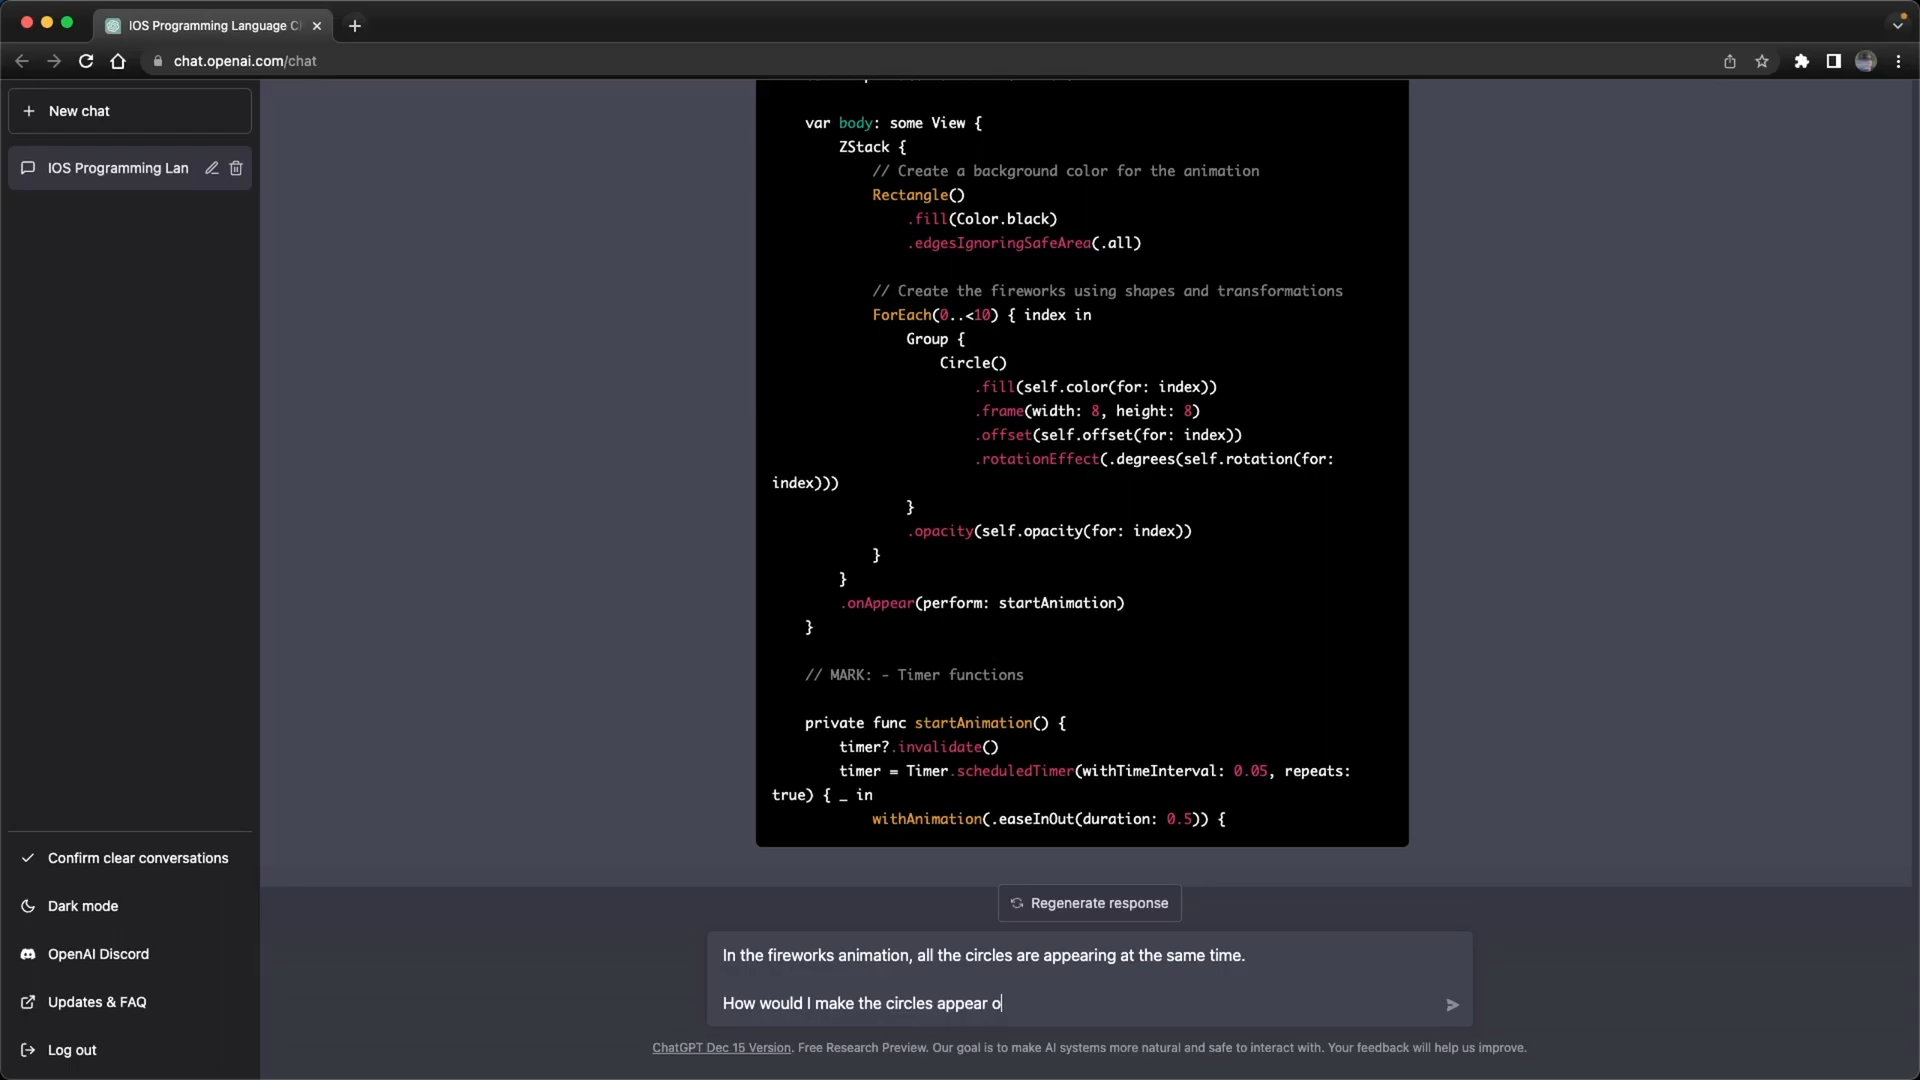 IOS Programming Language C
chat.openai.com/chat
New chat
IOS Programming Lan
var body: some View {
ZStack {
// Create a background color for the animation
Rectangle()
.fill(Color.black)
.edgesIgnoringSafeArea(.all)
// Create the fireworks using shapes and transformations
ForEach(0..<10) { index in
Group {
Circle()
.fill(self.color(for: index))
.frame(width: 8, height: 8)
.offset(self.offset(for: index))
.rotationEffect(.degrees(self.rotation(for:
index)))
}
.opacity(self.opacity(for: index))
}
}
.onAppear(perform: startAnimation)
}
// MARK: - Timer functions
private func startAnimation() {
timer?.invalidate()
timer = Timer.scheduledTimer(withTimeInterval: 0.05, repeats:
true) { _ in
withAnimation(.easeInOut(duration: 0.5)) {
Confirm clear conversations
Dark mode
OpenAI Discord
Updates & FAQ
Log out
Regenerate response
In the fireworks animation, all the circles are appearing at the same time.
How would I make the circles appear o
ChatGPT Dec 15 Version. Free Research Preview. Our goal is to make AI systems more natural and safe to interact with. Your feedback will help us improve.